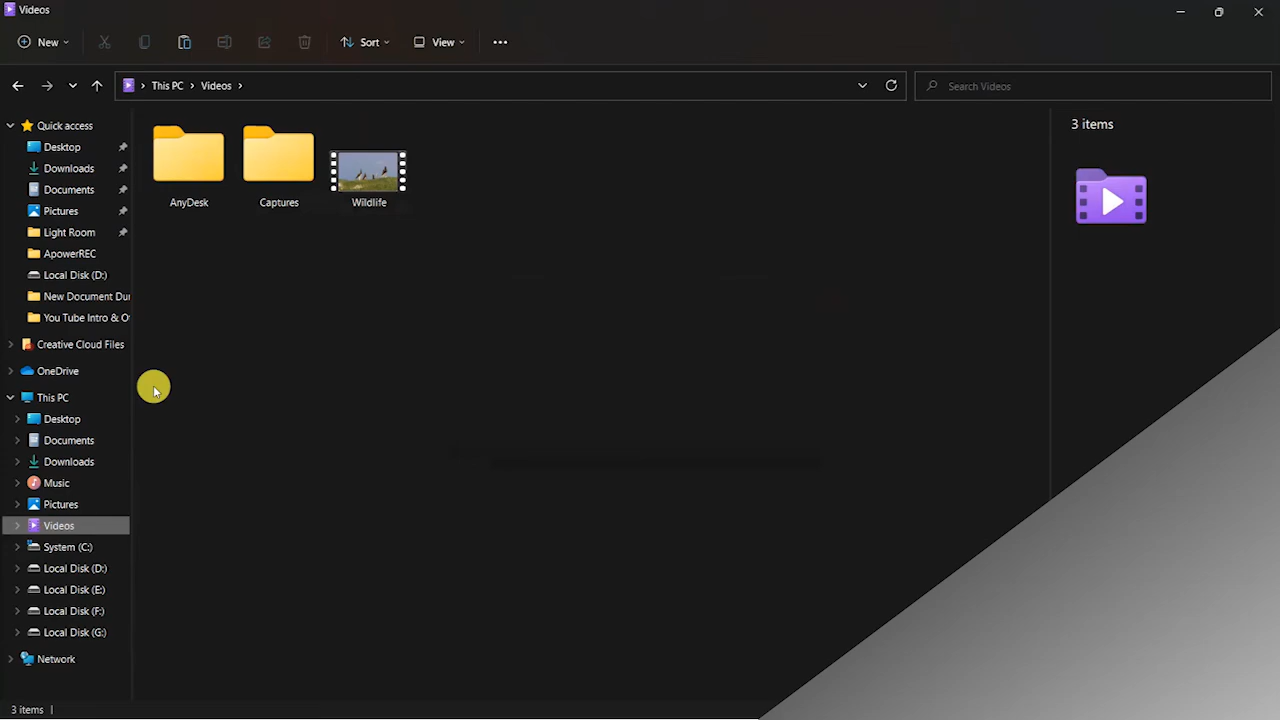 Videos
New
Sort
View
This PC
Videos
Search Videos
Quick access
Desktop
Downloads
Documents
Pictures
Light Room
ApowerREC
Local Disk (D:)
New Document Du
You Tube Intro & O
Creative Cloud Files
OneDrive
This PC
Desktop
Documents
Downloads
Music
Pictures
Videos
System (C:)
Local Disk (D:)
Local Disk (E:)
Local Disk (F:)
Local Disk (G:)
Network
AnyDesk
Captures
Wildlife
3 items
3 items